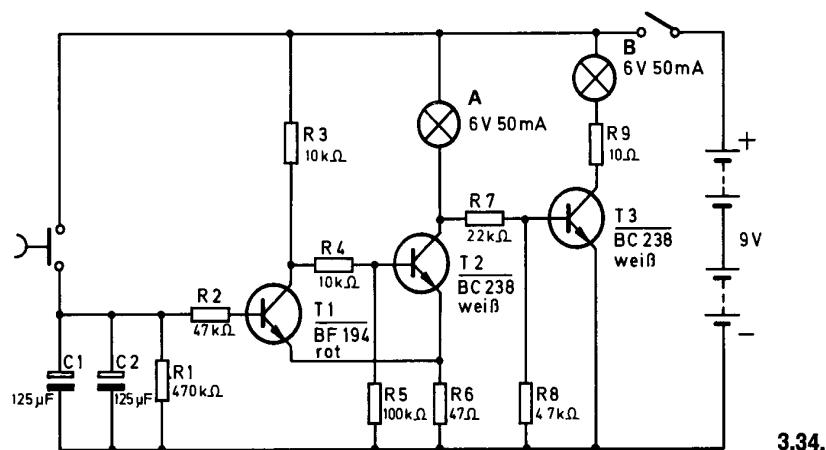 B
6V 50mA
A
6V 50mA
R3
10kΩ
R9
10Ω
+
R7
22kΩ
T3
BC 238
weiß
9V
R4
10kΩ
T2
BC 238
weiß
R2
47kΩ
T1
BF 194
rot
−
C1
125µF
C2
125µF
R1
470kΩ
R5
100kΩ
R6
47Ω
R8
4 7kΩ
3.34.